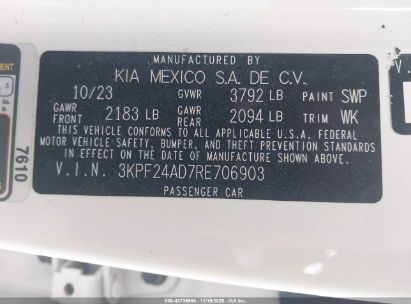 MANUFACTURED BY
KIA MEXICO S.A. DE C.V.
10/23 GVWR 3792 LB PAINT SWP
GAWR FRONT 2183 LB GAWR REAR 2094 LB TRIM WK
THIS VEHICLE CONFORMS TO ALL APPLICABLE U.S.A. FEDERAL
MOTOR VEHICLE SAFETY, BUMPER, AND THEFT PREVENTION
STANDARDS IN EFFECT ON THE DATE OF MANUFACTURE SHOWN ABOVE.
V.I.N. 3KPF24AD7RE706903
PASSENGER CAR
7610